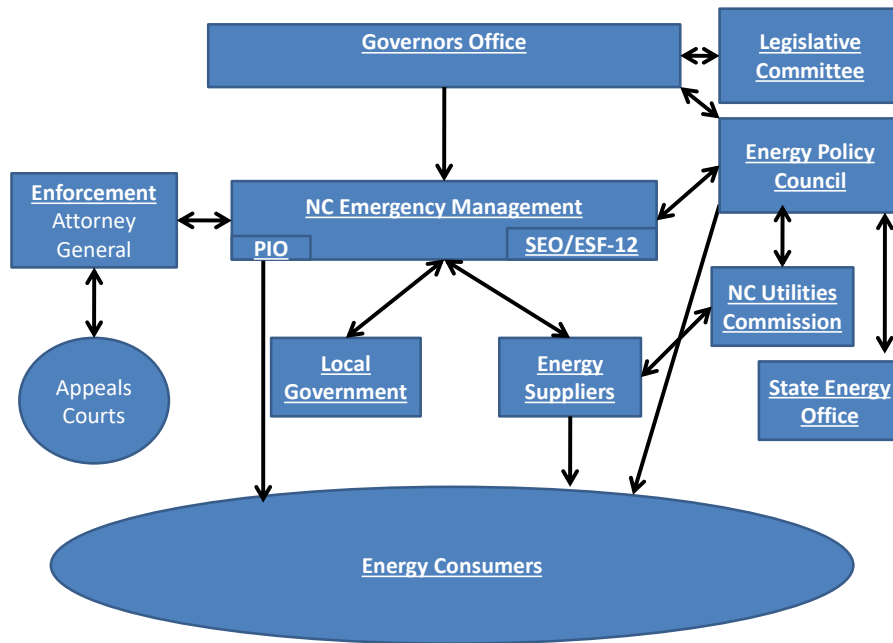 Governors Office
Legislative
Committee
Energy Policy
Council
Enforcement
Attorney
General
NC Emergency Management
PIO
SEO/ESF-12
NC Utilities
Commission
Local
Government
Energy
Suppliers
State Energy
Office
Appeals
Courts
Energy Consumers